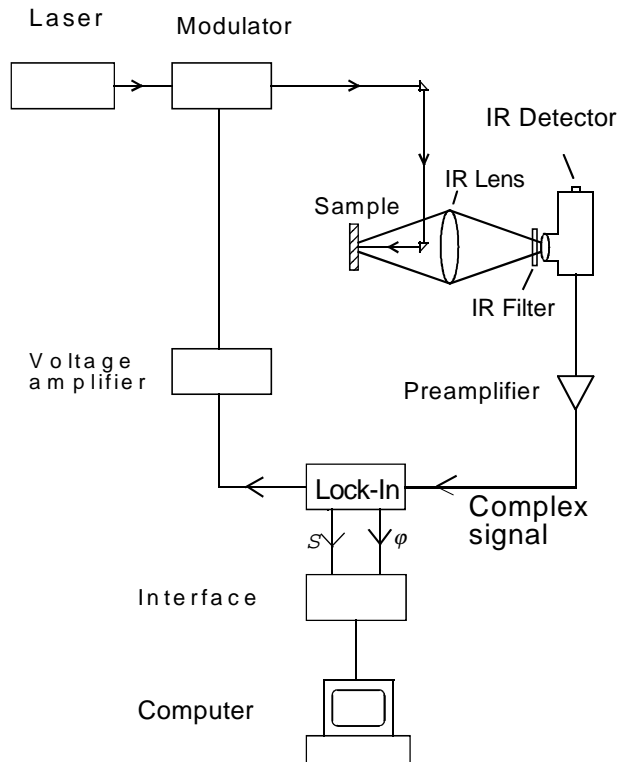 Laser
Modulator
IR Detector
IR Lens
Sample
IR Filter
Voltage
amplifier
Preamplifier
Lock-In
Complex
signal
S
φ
Interface
Computer